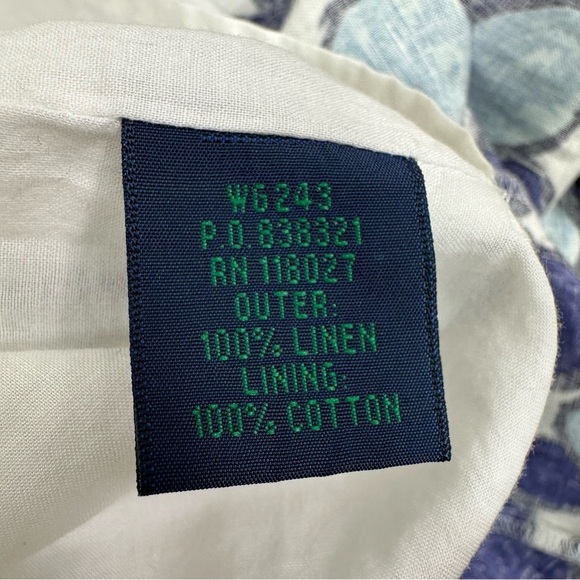 W6243
P.O. 838321
RN 118027
OUTER:
100% LINEN
LINING:
100% COTTON